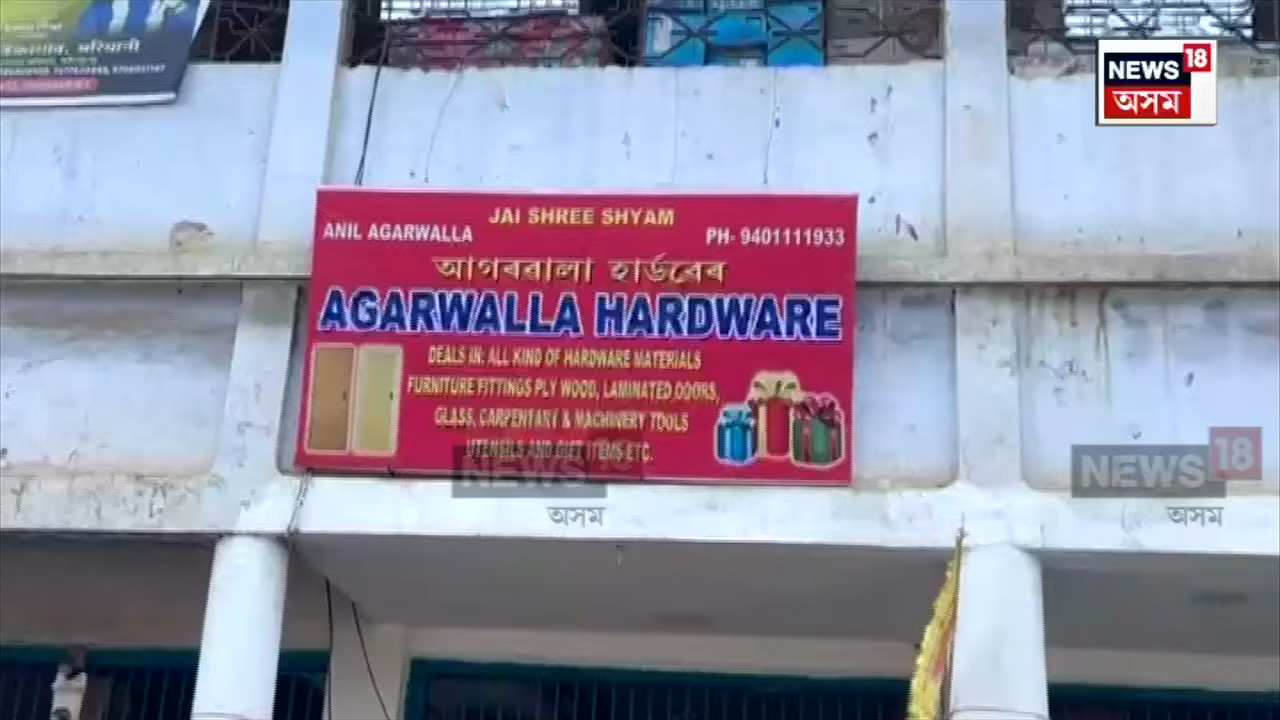 মৰিয়নী
NEWS 18
অসম
JAI SHREE SHYAM
ANIL AGARWALLA
PH- 9401111933
আগৰৱালা হাৰ্ডৱেৰ
AGARWALLA HARDWARE
DEALS IN: ALL KIND OF HARDWARE MATERIALS
FURNITURE FITTINGS PLY WOOD, LAMINATED DOORS,
GLASS, CARPENTARY & MACHINERY TOOLS
UTENSILS AND GIFT ITEMS ETC.
NEWS 18
অসম
NEWS 18
অসম